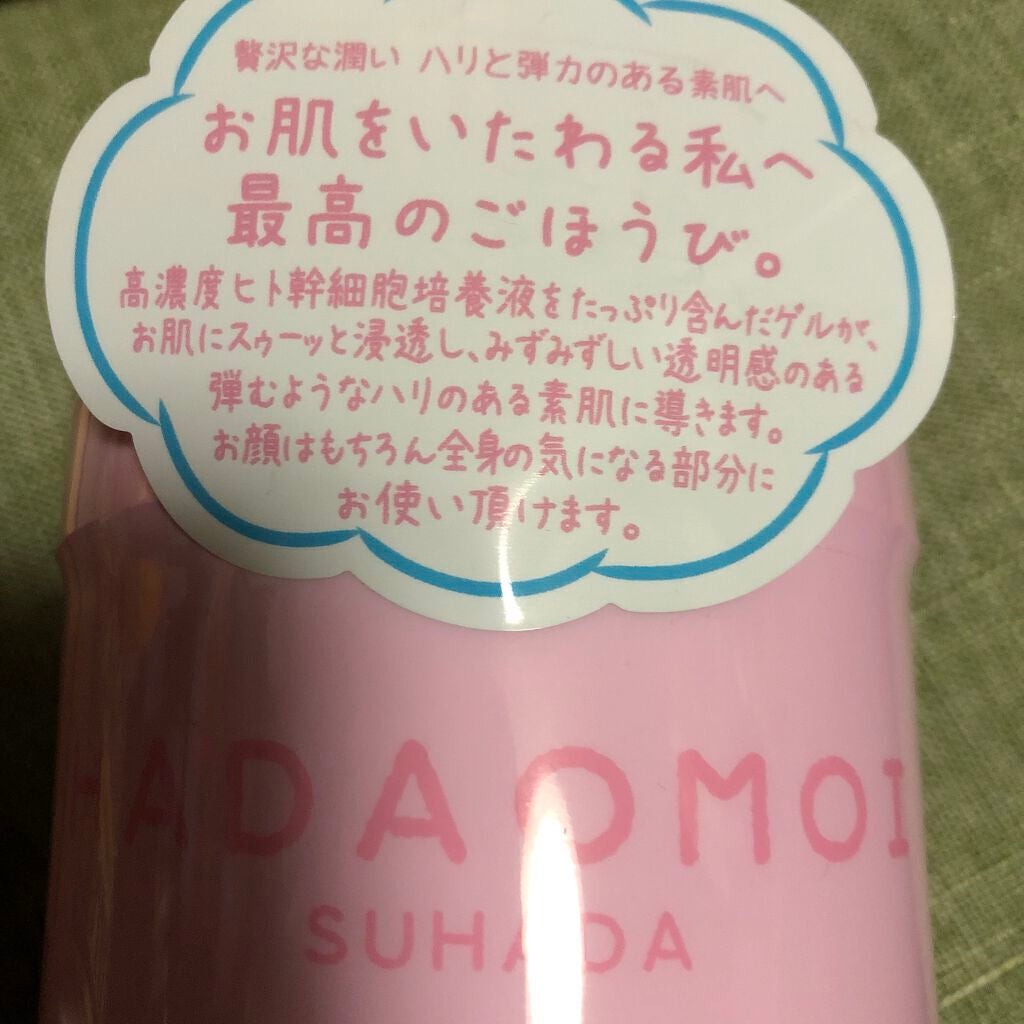 贅沢な潤い ハリと弾力のある素肌へ
お肌をいたわる私へ
最高のごほうび。
高濃度ヒト幹細胞培養液をたっぷり含んだゲルが、
お肌にスゥーッと浸透し、みずみずしい透明感のある
弾むようなハリのある素肌に導きます。
お顔はもちろん全身の気になる部分に
お使い頂けます。
HADAOMOI
SUHADA